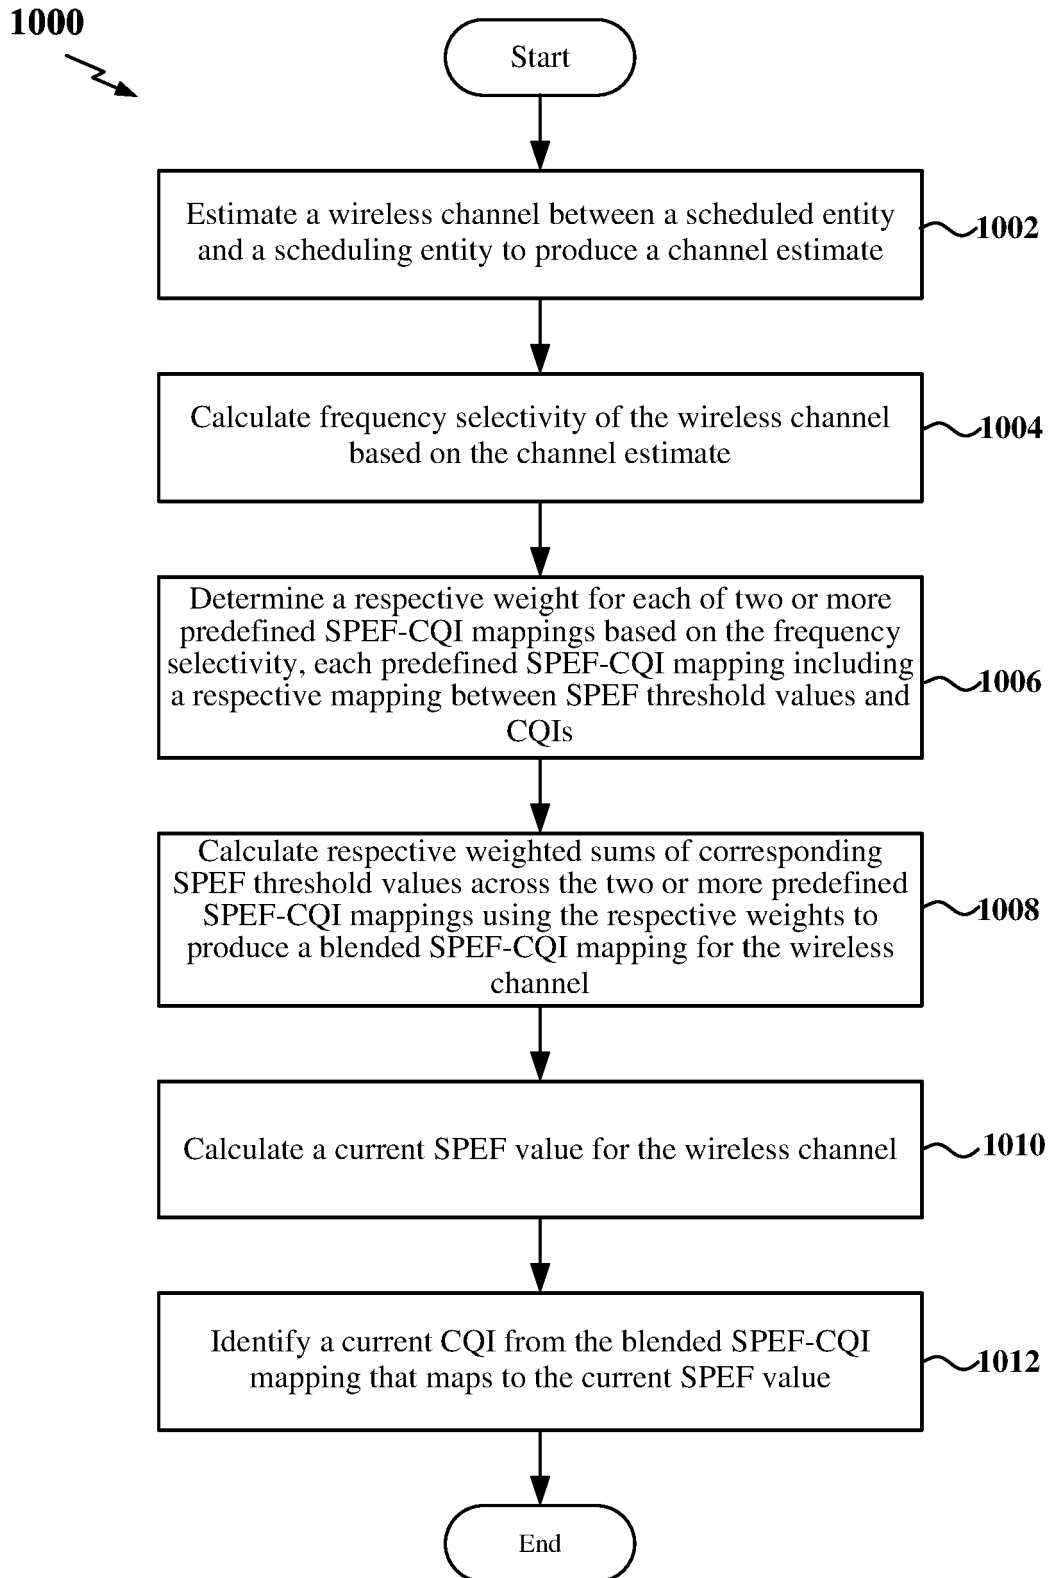 1000
Start
Estimate a wireless channel between a scheduled entity
and a scheduling entity to produce a channel estimate
1002
Calculate frequency selectivity of the wireless channel
based on the channel estimate
1004
Determine a respective weight for each of two or more
predefined SPEF-CQI mappings based on the frequency
selectivity, each predefined SPEF-CQI mapping including
a respective mapping between SPEF threshold values and
CQIs
1006
Calculate respective weighted sums of corresponding
SPEF threshold values across the two or more predefined
SPEF-CQI mappings using the respective weights to
produce a blended SPEF-CQI mapping for the wireless
channel
1008
Calculate a current SPEF value for the wireless channel
1010
Identify a current CQI from the blended SPEF-CQI
mapping that maps to the current SPEF value
1012
End